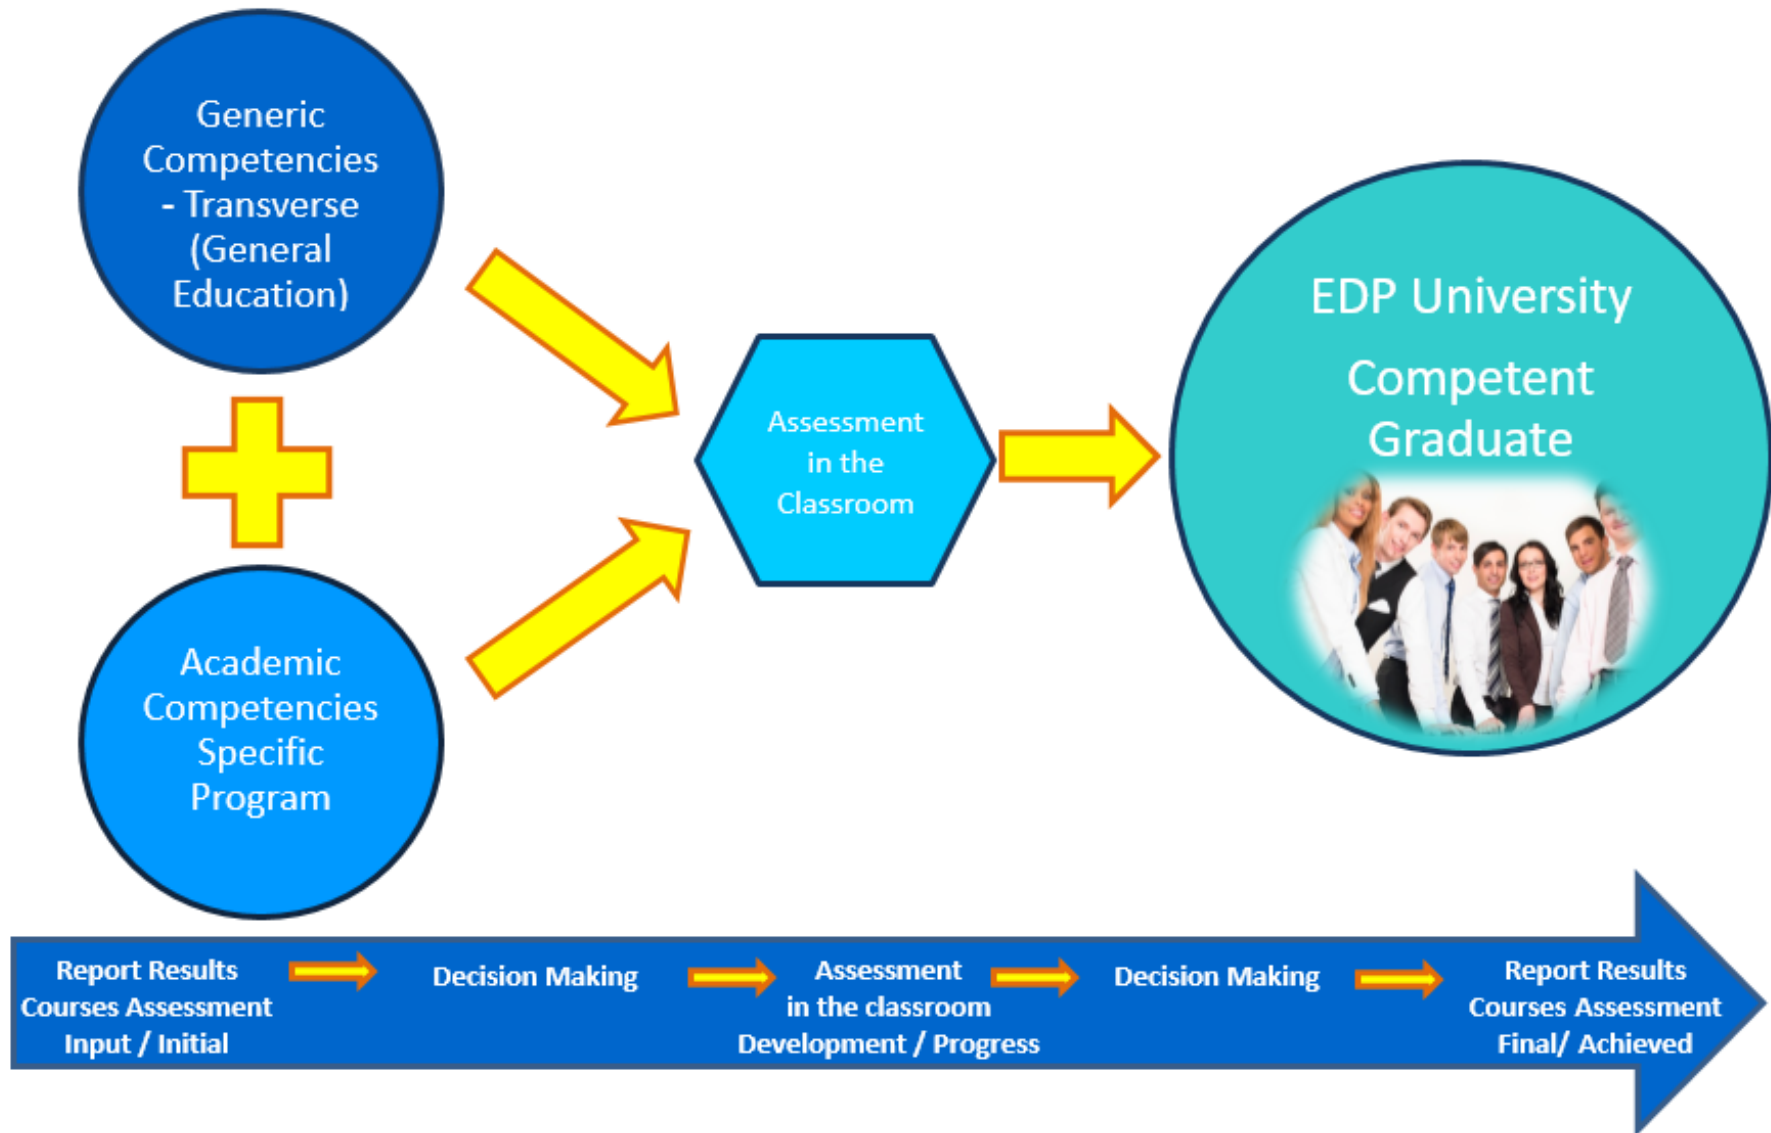 Generic
Competencies
- Transverse
(General
Education)
Academic
Competencies
Specific
Program
Assessment
in the
Classroom
EDP University
Competent
Graduate
Report Results
Courses Assessment
Input / Initial
Decision Making
Assessment
in the classroom
Development / Progress
Decision Making
Report Results
Courses Assessment
Final/ Achieved